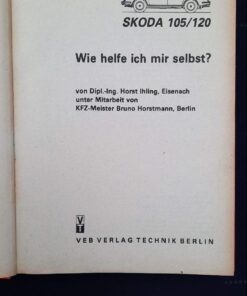 SKODA 105/120
Wie helfe ich mir selbst?
von Dipl.-Ing. Horst Ihling, Eisenach
unter Mitarbeit von
KFZ-Meister Bruno Horstmann, Berlin
VT
VEB VERLAG TECHNIK BERLIN